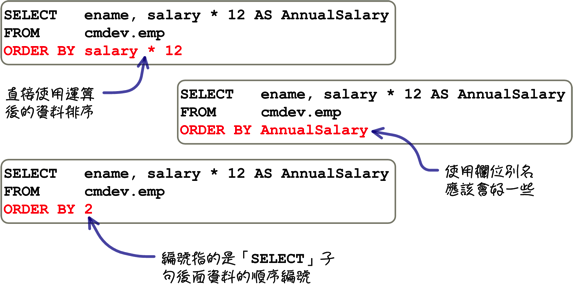 SELECT ename, salary * 12 AS AnnualSalary
FROM cmdev.emp
ORDER BY salary * 12
直接使用運算
後的資料排序
SELECT ename, salary * 12 AS AnnualSalary
FROM cmdev.emp
ORDER BY AnnualSalary
使用欄位別名
應該會好一些
SELECT ename, salary * 12 AS AnnualSalary
FROM cmdev.emp
ORDER BY 2
編號指的是「SELECT」子
句後面資料的順序編號